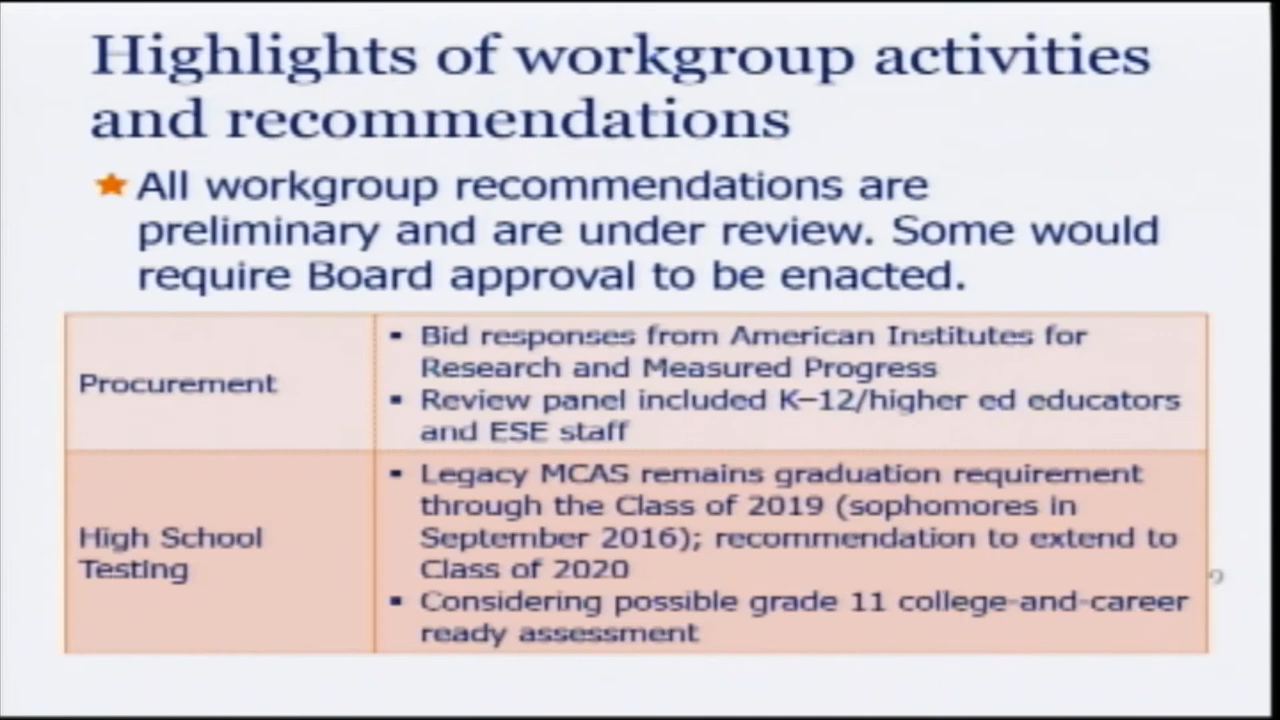 Highlights of workgroup activities
and recommendations
All workgroup recommendations are
preliminary and are under review. Some would
require Board approval to be enacted.
Procurement
▪ Bid responses from American Institutes for
Research and Measured Progress
▪ Review panel included K–12/higher ed educators
and ESE staff
High School
Testing
▪ Legacy MCAS remains graduation requirement
through the Class of 2019 (sophomores in
September 2016); recommendation to extend to
Class of 2020
▪ Considering possible grade 11 college-and-career
ready assessment
9